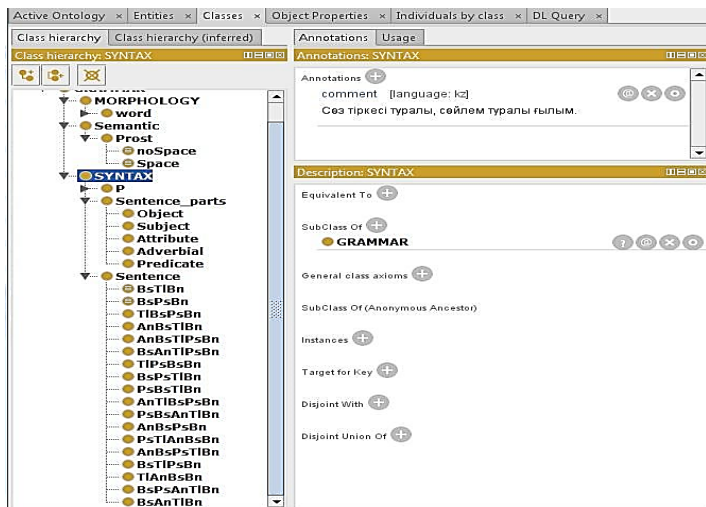 Active Ontology × Entities × Classes × Object Properties × Individuals by class × DL Query ×
Class hierarchy Class hierarchy (inferred)
Class hierarchy: SYNTAX
MORPHOLOGY
word
Semantic
Prost
noSpace
Space
SYNTAX
P
Sentence_parts
Object
Subject
Attribute
Adverbial
Predicate
Sentence
BsTlBn
BsPsBn
TlBsPsBn
AnBsTlBn
AnBsTlPsBn
BsAnTlPsBn
TlPsBsBn
BsPsTlBn
PsBsTlBn
AnTlBsPsBn
PsBsAnTlBn
AnBsPsBn
PsTlAnBsBn
AnBsPsTlBn
BsTlPsBn
TlAnBsBn
BsPsAnTlBn
BsAnTlBn
Annotations Usage
Annotations: SYNTAX
Annotations
comment [language: kz]
Сөз тіркесі туралы, сөйлем туралы ғылым.
Description: SYNTAX
Equivalent To
SubClass Of
GRAMMAR
General class axioms
SubClass Of (Anonymous Ancestor)
Instances
Target for Key
Disjoint With
Disjoint Union Of